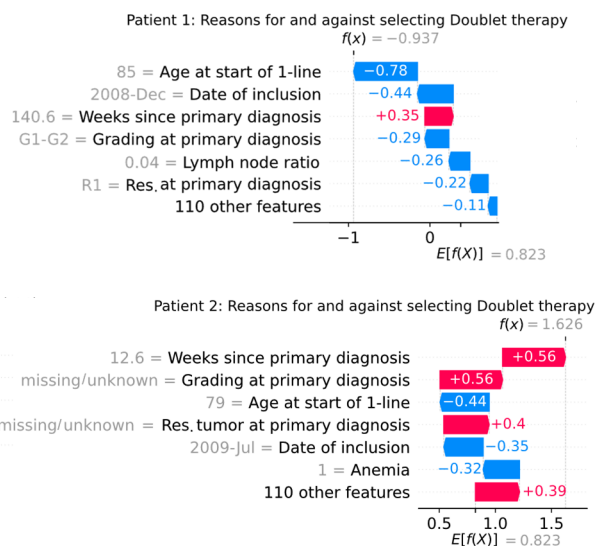 Patient 1: Reasons for and against selecting Doublet therapy
f(x) = −0.937
85 = Age at start of 1-line −0.78
2008-Dec = Date of inclusion −0.44
140.6 = Weeks since primary diagnosis +0.35
G1-G2 = Grading at primary diagnosis −0.29
0.04 = Lymph node ratio −0.26
R1 = Res. at primary diagnosis −0.22
110 other features −0.11
−1 0
E[f(X)] = 0.823
Patient 2: Reasons for and against selecting Doublet therapy
f(x) = 1.626
12.6 = Weeks since primary diagnosis +0.56
missing/unknown = Grading at primary diagnosis +0.56
79 = Age at start of 1-line −0.44
missing/unknown = Res. tumor at primary diagnosis +0.4
2009-Jul = Date of inclusion −0.35
1 = Anemia −0.32
110 other features +0.39
0.5 1.0 1.5
E[f(X)] = 0.823